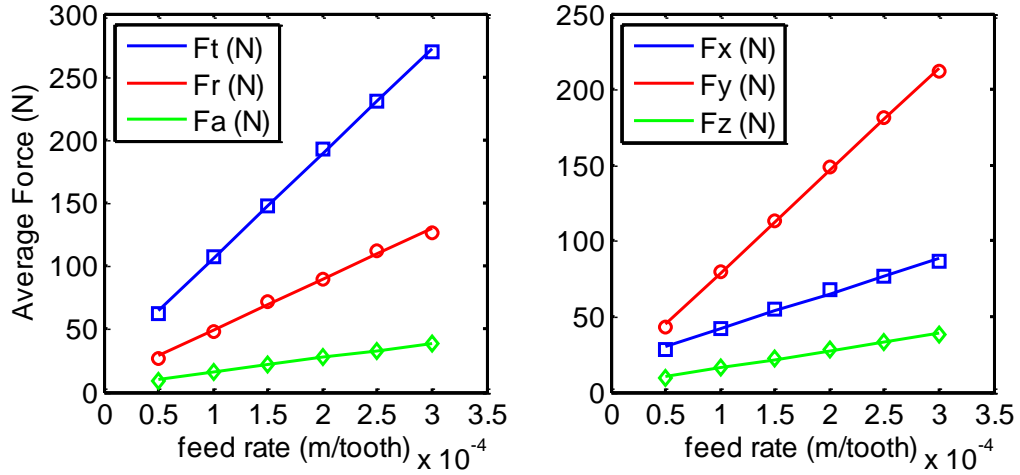 300
250
200
150
100
50
0
Average Force (N)
Ft (N)
Fr (N)
Fa (N)
0.5 1 1.5 2 2.5 3 3.5
feed rate (m/tooth) x 10⁻⁴
250
200
150
100
50
0
Fx (N)
Fy (N)
Fz (N)
0.5 1 1.5 2 2.5 3 3.5
feed rate (m/tooth) x 10⁻⁴